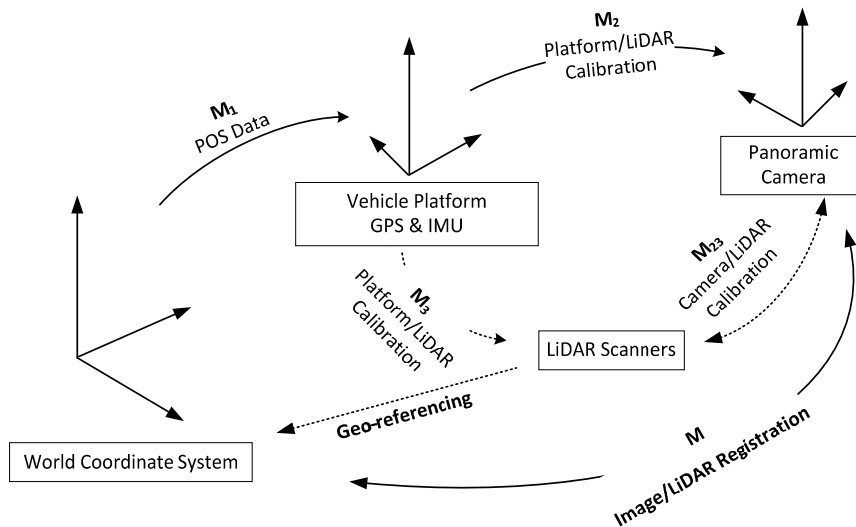 M₂
Platform/LiDAR
Calibration
M₁
POS Data
Panoramic
Camera
Vehicle Platform
GPS & IMU
M₂₃
Camera/LiDAR
Calibration
M₃
Platform/LiDAR
Calibration
LiDAR Scanners
Geo-referencing
World Coordinate System
M
Image/LiDAR Registration